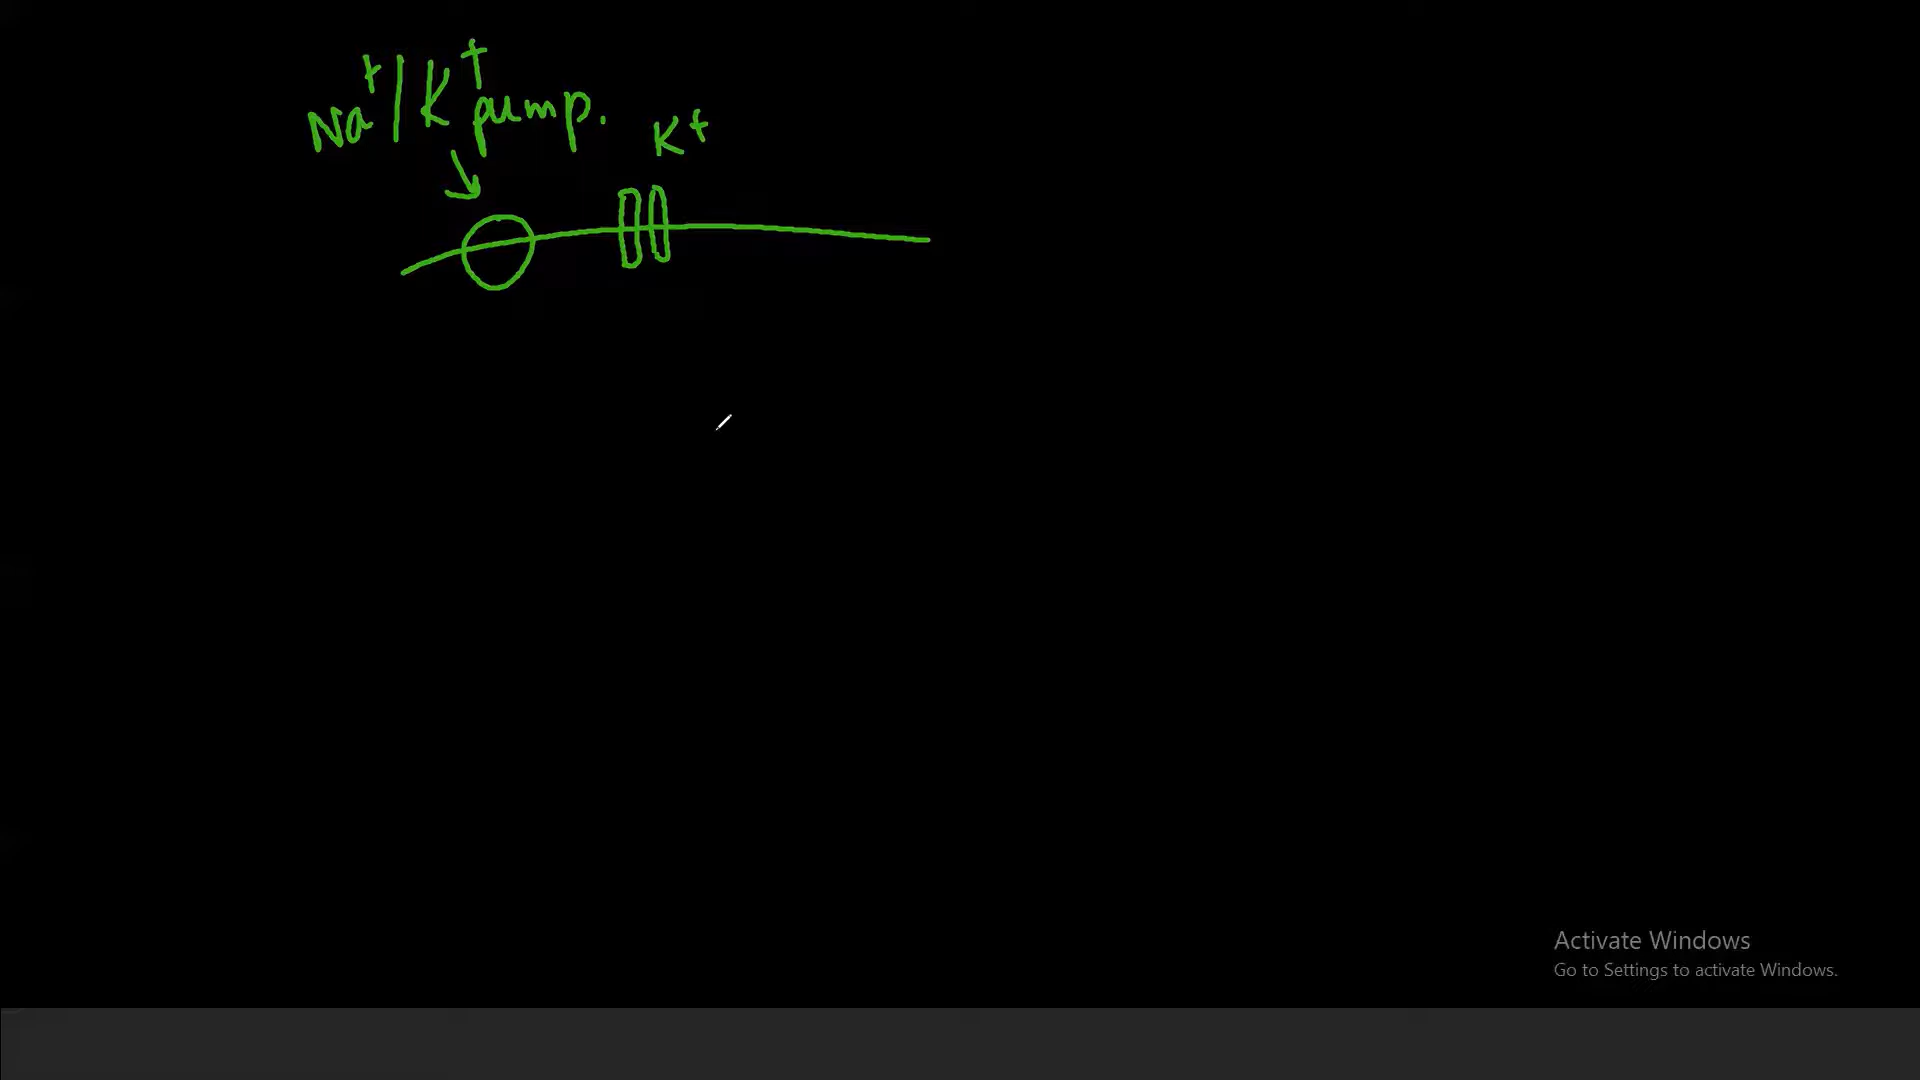 Na⁺/K⁺ pump.
K⁺
Activate Windows
Go to Settings to activate Windows.